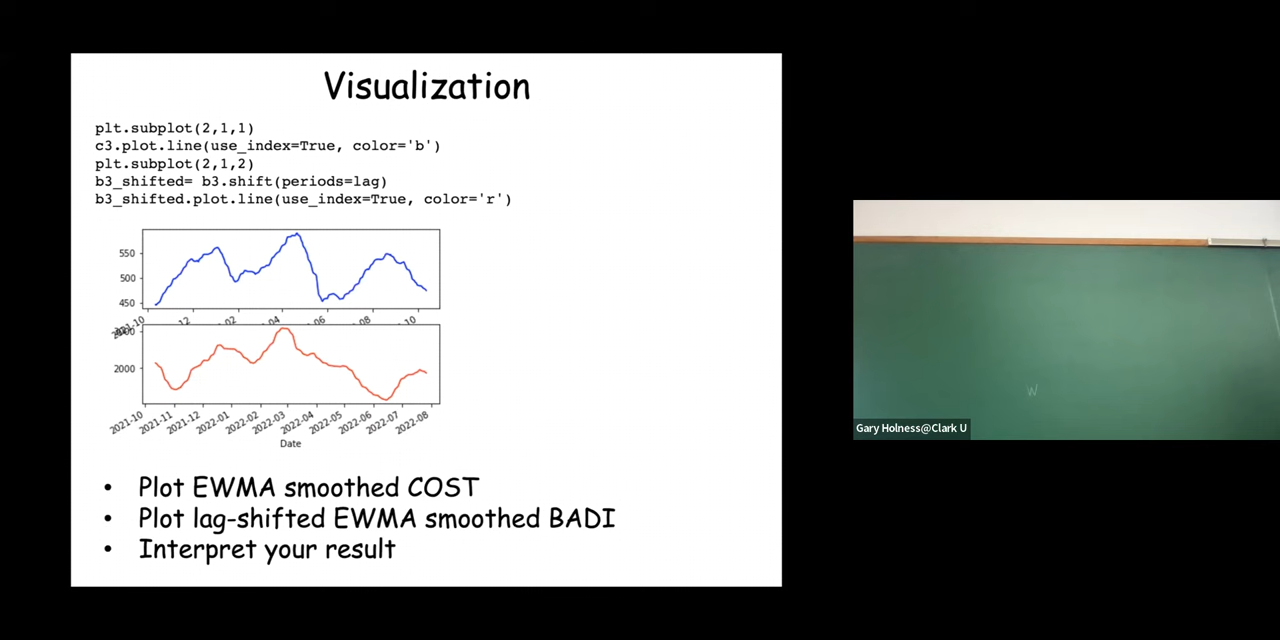 Visualization
plt.subplot(2,1,1)
c3.plot.line(use_index=True, color='b')
plt.subplot(2,1,2)
b3_shifted= b3.shift(periods=lag)
b3_shifted.plot.line(use_index=True, color='r')
550
500
450
2021-10
12
02
04
06
08
10
2000
2021-10
2021-11
2021-12
2022-01
2022-02
2022-03
2022-04
2022-05
2022-06
2022-07
2022-08
Date
• Plot EWMA smoothed COST
• Plot lag-shifted EWMA smoothed BADI
• Interpret your result
W
Gary Holness@Clark U